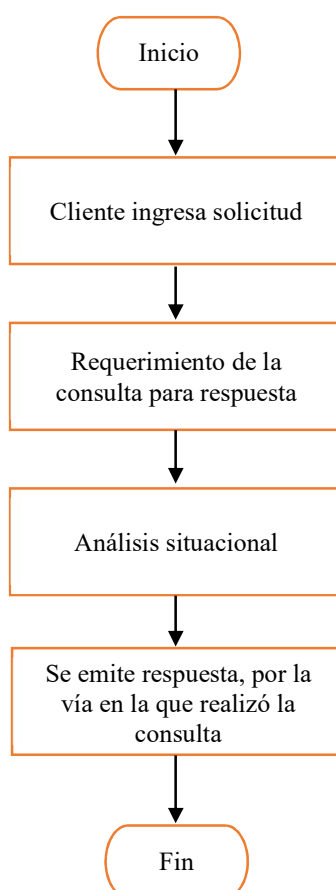 Inicio
Cliente ingresa solicitud
Requerimiento de la
consulta para respuesta
Análisis situacional
Se emite respuesta, por la
vía en la que realizó la
consulta
Fin